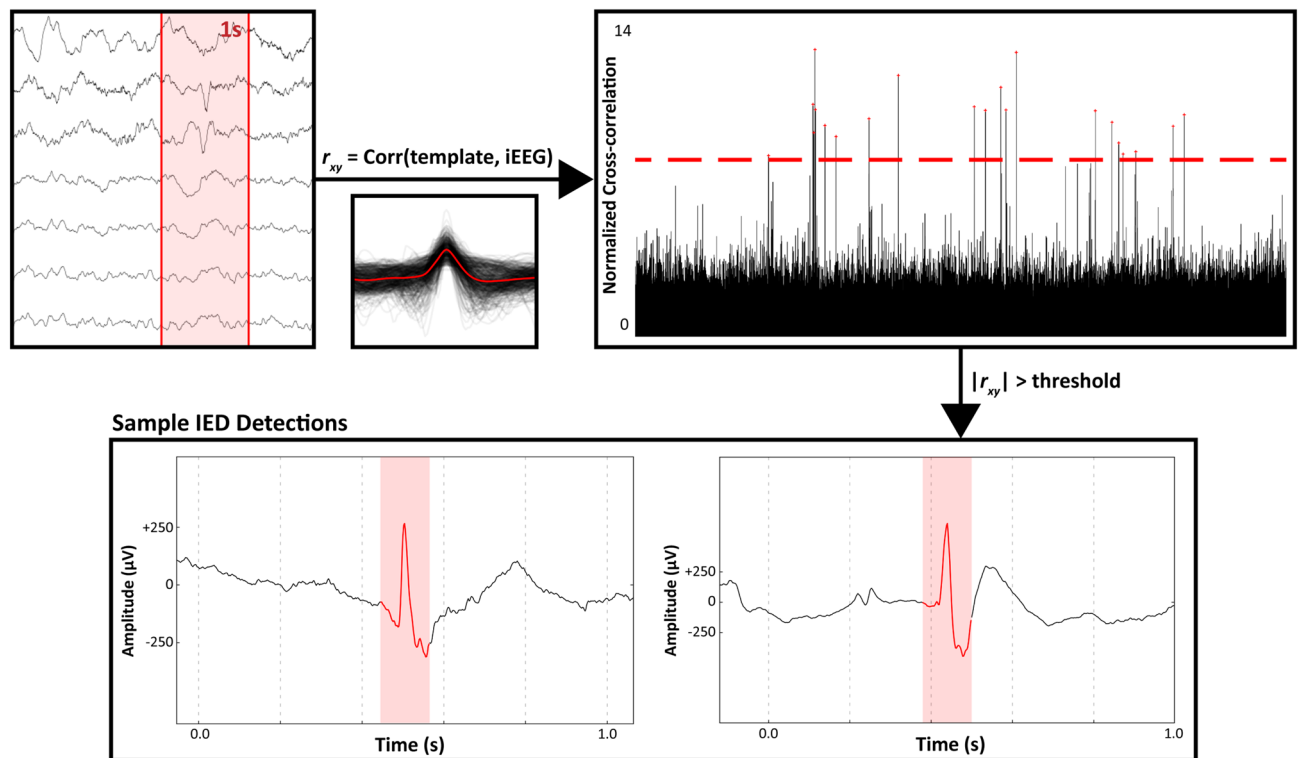 1s
r_xy = Corr(template, iEEG)
14
Normalized Cross-correlation
0
|r_xy| > threshold
Sample IED Detections
Amplitude (μV)
+250
0
-250
0.0
1.0
Time (s)
Amplitude (μV)
+250
0
-250
0.0
1.0
Time (s)